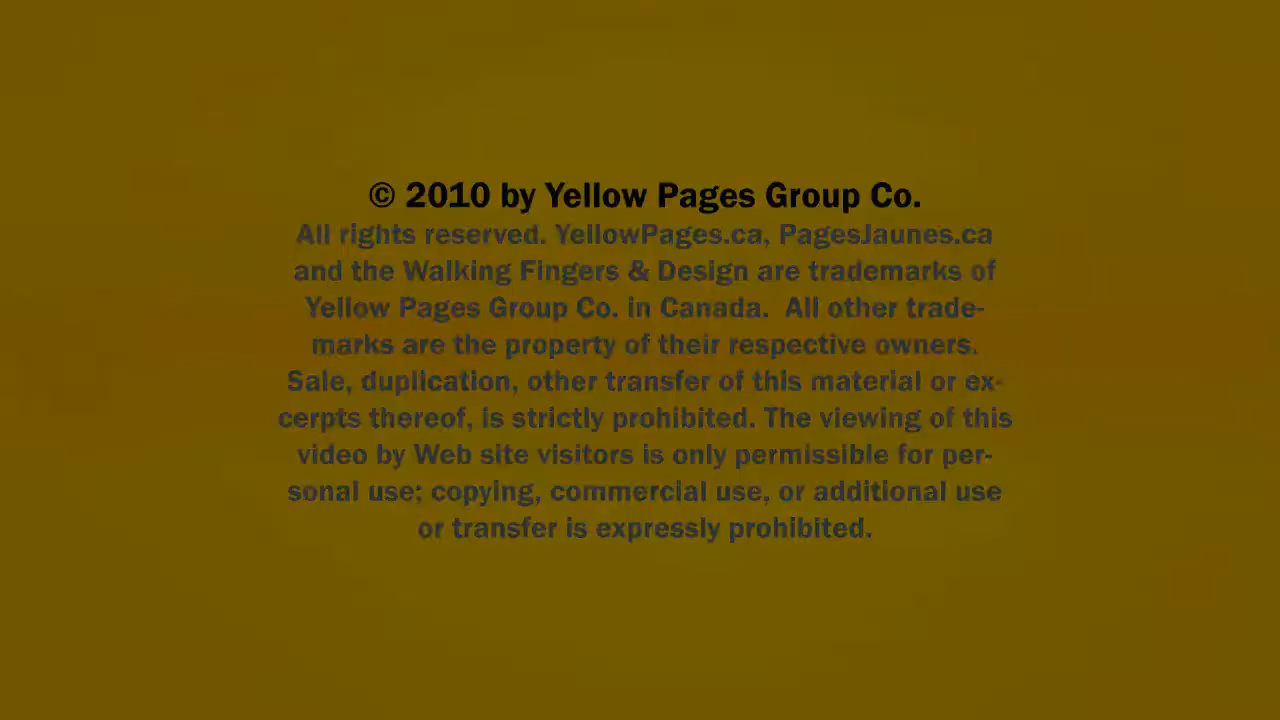 © 2010 by Yellow Pages Group Co.
All rights reserved. YellowPages.ca, PagesJaunes.ca
and the Walking Fingers & Design are trademarks of
Yellow Pages Group Co. in Canada.  All other trade-
marks are the property of their respective owners.
Sale, duplication, other transfer of this material or ex-
cerpts thereof, is strictly prohibited. The viewing of this
video by Web site visitors is only permissible for per-
sonal use; copying, commercial use, or additional use
or transfer is expressly prohibited.